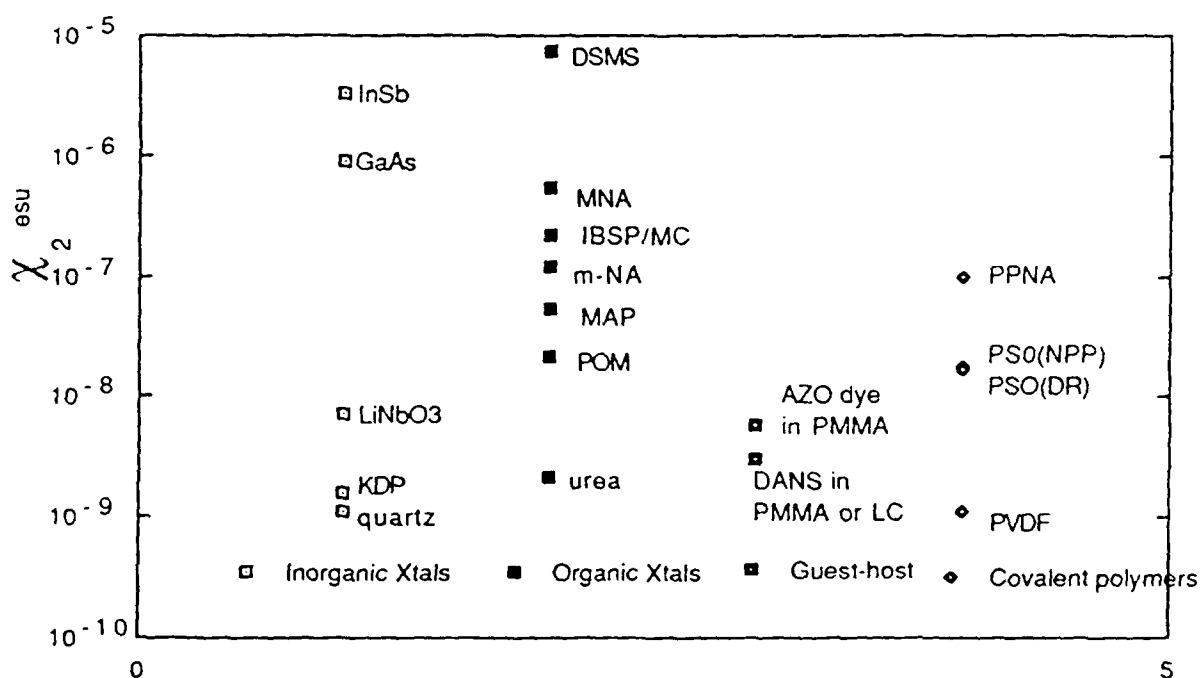 10-5
DSMS
InSb
10-6
GaAs
χ2 esu
MNA
IBSP/MC
10-7
m-NA
PPNA
MAP
POM
PS0(NPP)
PSO(DR)
10-8
AZO dye
in PMMA
LiNbO3
KDP
urea
DANS in
PMMA or LC
10-9
quartz
PVDF
Inorganic Xtals
Organic Xtals
Guest-host
Covalent polymers
10-10
0
5